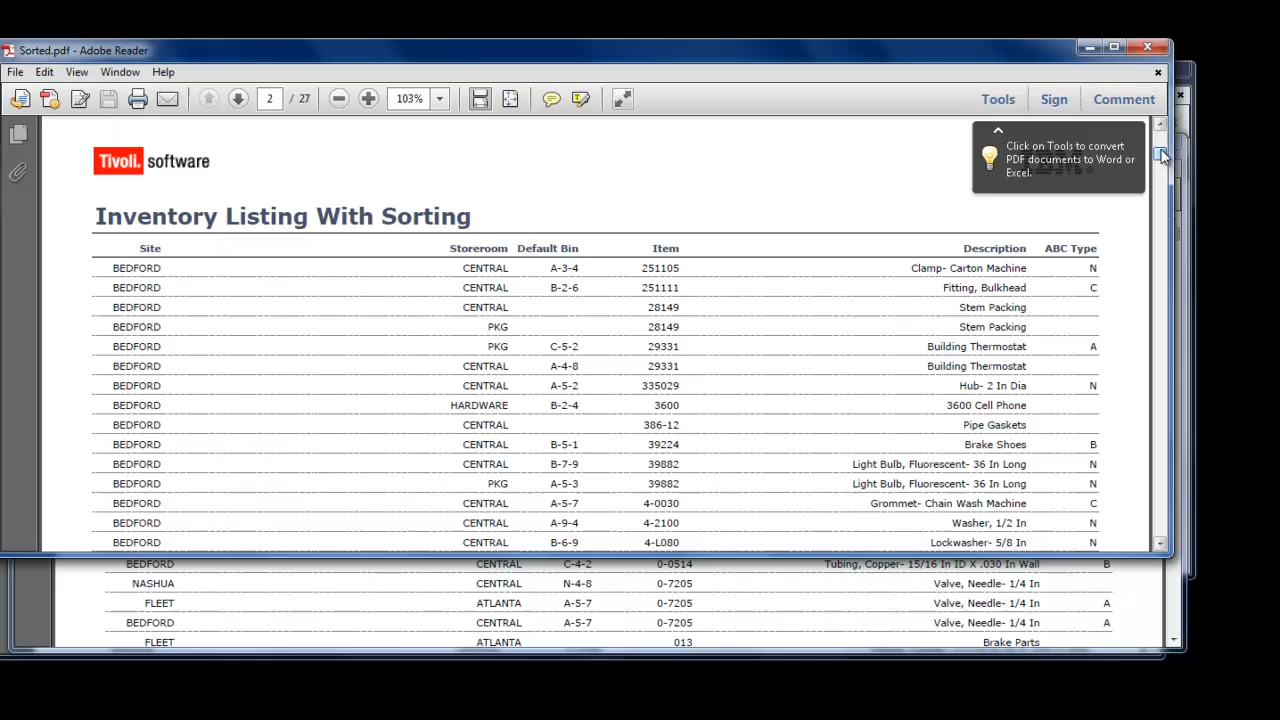 Sorted.pdf - Adobe Reader
File Edit View Window Help
2 / 27 103% Tools Sign Comment
Click on Tools to convert
PDF documents to Word or
Excel.
Tivoli. software
Inventory Listing With Sorting
Site Storeroom Default Bin Item Description ABC Type
BEDFORD CENTRAL A-3-4 251105 Clamp- Carton Machine N
BEDFORD CENTRAL B-2-6 251111 Fitting, Bulkhead C
BEDFORD CENTRAL 28149 Stem Packing
BEDFORD PKG 28149 Stem Packing
BEDFORD PKG C-5-2 29331 Building Thermostat A
BEDFORD CENTRAL A-4-8 29331 Building Thermostat
BEDFORD CENTRAL A-5-2 335029 Hub- 2 In Dia N
BEDFORD HARDWARE B-2-4 3600 3600 Cell Phone
BEDFORD CENTRAL 386-12 Pipe Gaskets
BEDFORD CENTRAL B-5-1 39224 Brake Shoes B
BEDFORD CENTRAL B-7-9 39882 Light Bulb, Fluorescent- 36 In Long N
BEDFORD PKG A-5-3 39882 Light Bulb, Fluorescent- 36 In Long N
BEDFORD CENTRAL A-5-7 4-0030 Grommet- Chain Wash Machine C
BEDFORD CENTRAL A-9-4 4-2100 Washer, 1/2 In N
BEDFORD CENTRAL B-6-9 4-L080 Lockwasher- 5/8 In N
CENTRAL C-4-2 0-0514 Tubing, Copper- 15/16 In ID X .030 In Wall B
NASHUA CENTRAL N-4-8 0-7205 Valve, Needle- 1/4 In
FLEET ATLANTA A-5-7 0-7205 Valve, Needle- 1/4 In A
BEDFORD CENTRAL A-5-7 0-7205 Valve, Needle- 1/4 In A
FLEET ATLANTA 013 Brake Parts